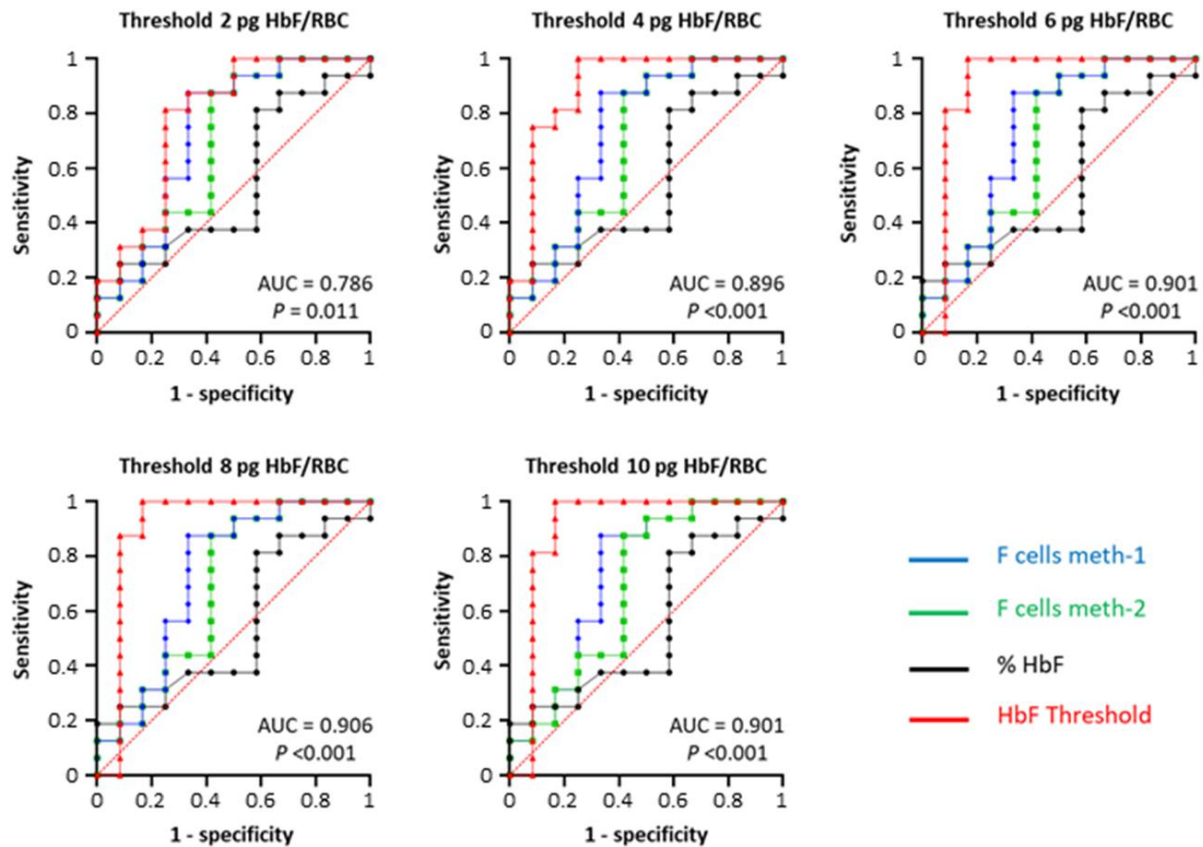 Threshold 2 pg HbF/RBC
Sensitivity
1
0.8
0.6
0.4
0.2
0
AUC = 0.786
P = 0.011
0 0.2 0.4 0.6 0.8 1
1 - specificity
Threshold 4 pg HbF/RBC
Sensitivity
1
0.8
0.6
0.4
0.2
0
AUC = 0.896
P <0.001
0 0.2 0.4 0.6 0.8 1
1 - specificity
Threshold 6 pg HbF/RBC
Sensitivity
1
0.8
0.6
0.4
0.2
0
AUC = 0.901
P <0.001
0 0.2 0.4 0.6 0.8 1
1 - specificity
Threshold 8 pg HbF/RBC
Sensitivity
1
0.8
0.6
0.4
0.2
0
AUC = 0.906
P <0.001
0 0.2 0.4 0.6 0.8 1
1 - specificity
Threshold 10 pg HbF/RBC
Sensitivity
1
0.8
0.6
0.4
0.2
0
AUC = 0.901
P <0.001
0 0.2 0.4 0.6 0.8 1
1 - specificity
F cells meth-1
F cells meth-2
% HbF
HbF Threshold